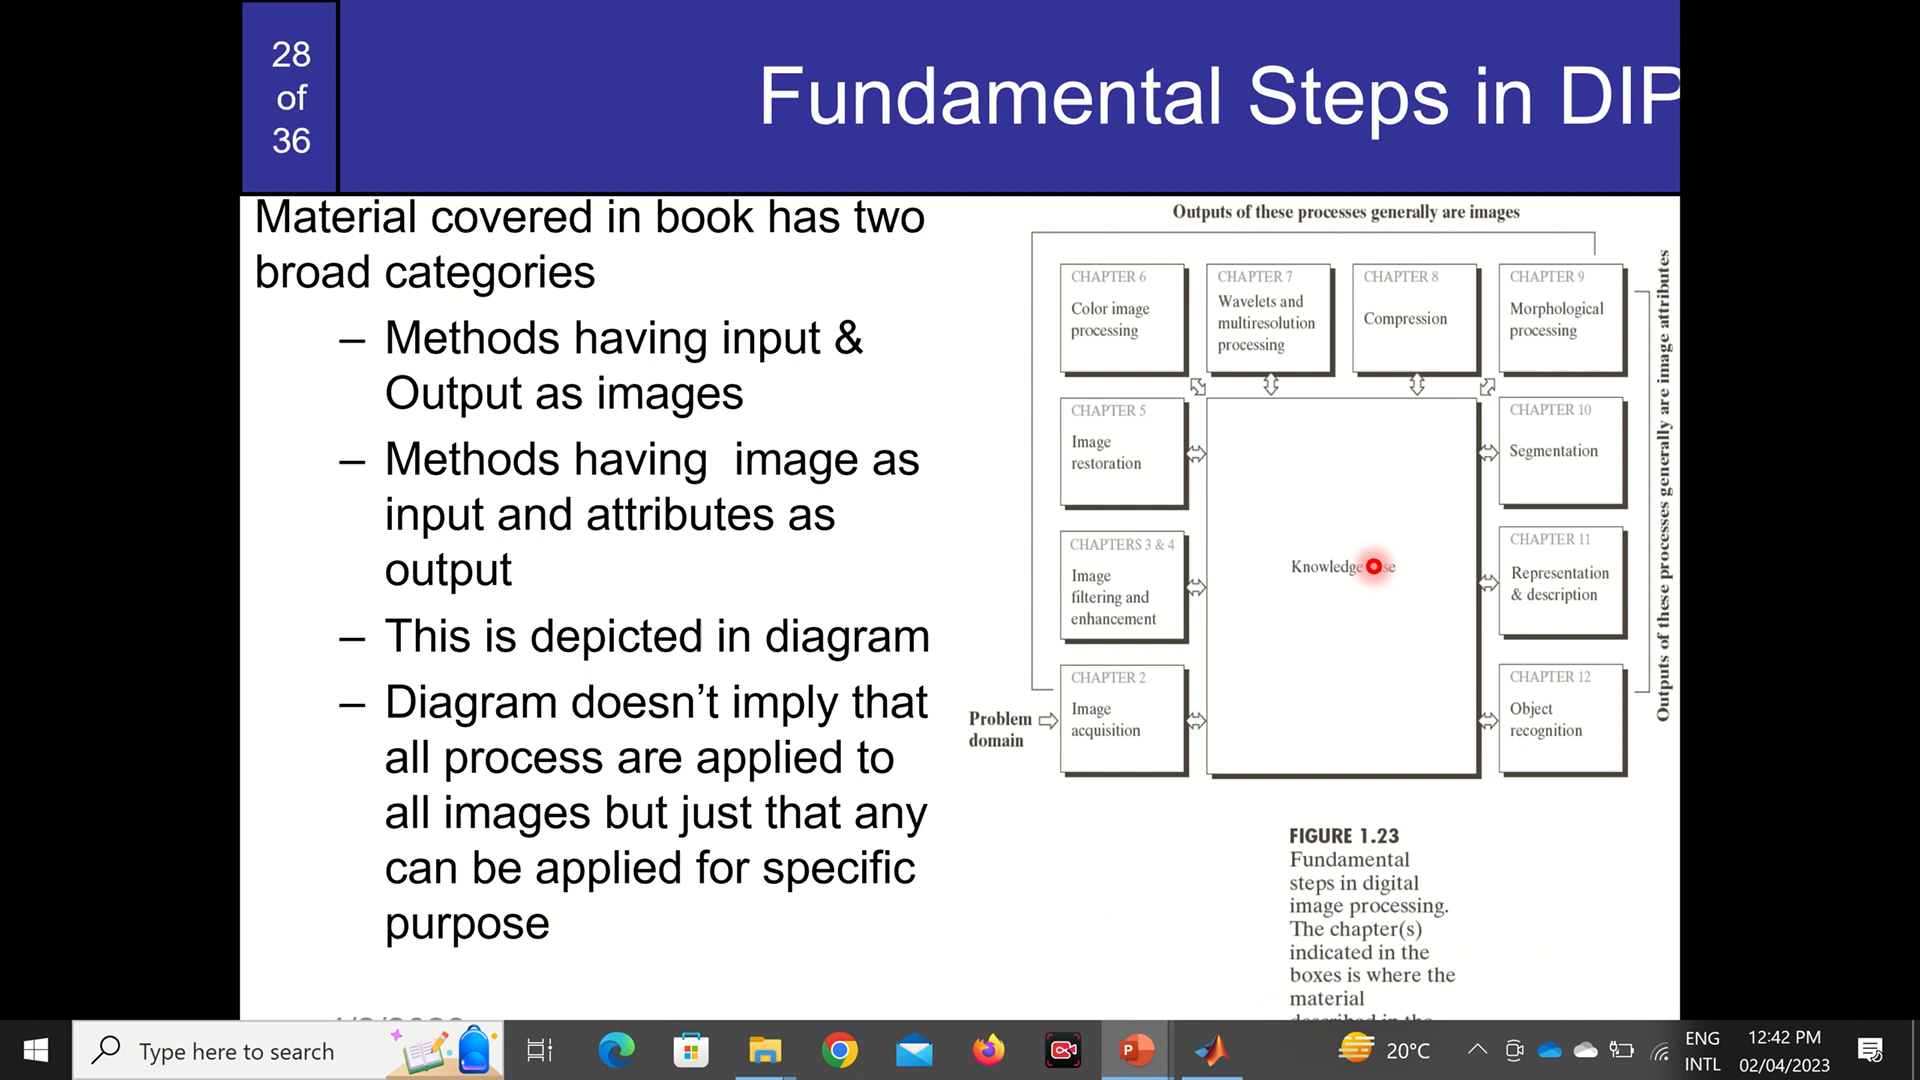 28
of
36
Fundamental Steps in DIP
Material covered in book has two
broad categories
– Methods having input &
Output as images
– Methods having image as
input and attributes as
output
– This is depicted in diagram
– Diagram doesn’t imply that
all process are applied to
all images but just that any
can be applied for specific
purpose
Outputs of these processes generally are images
CHAPTER 6
Color image
processing
CHAPTER 7
Wavelets and
multiresolution
processing
CHAPTER 8
Compression
CHAPTER 9
Morphological
processing
CHAPTER 5
Image
restoration
CHAPTER 10
Segmentation
CHAPTERS 3 & 4
Image
filtering and
enhancement
CHAPTER 11
Representation
& description
CHAPTER 2
Image
acquisition
CHAPTER 12
Object
recognition
Problem
domain
Outputs of these processes generally are image attributes
FIGURE 1.23
Fundamental
steps in digital
image processing.
The chapter(s)
indicated in the
boxes is where the
material
described in the
Type here to search
20°C
ENG
INTL
12:42 PM
02/04/2023